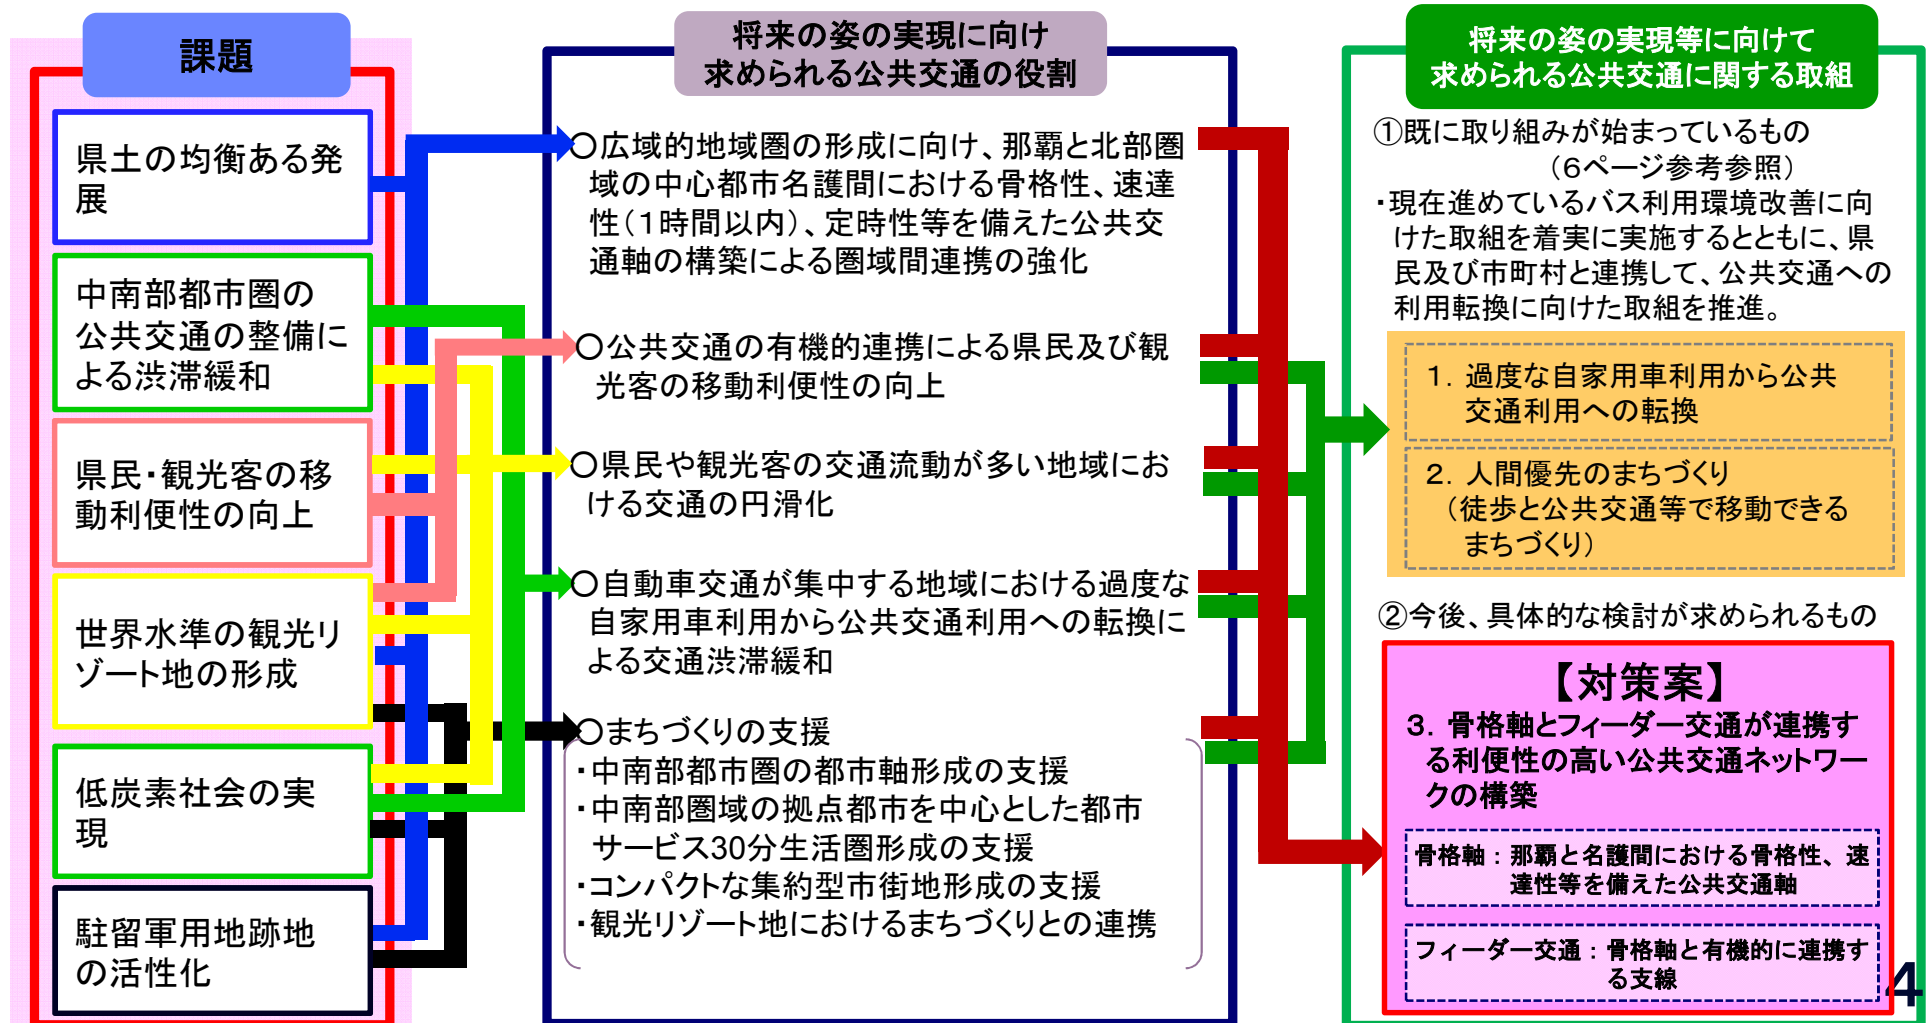 課題
県土の均衡ある発
展
中南部都市圏の
公共交通の整備に
よる渋滞緩和
県民・観光客の移
動利便性の向上
世界水準の観光リ
ゾート地の形成
低炭素社会の実
現
駐留軍用地跡地
の活性化
将来の姿の実現に向け
求められる公共交通の役割
○広域的地域圏の形成に向け、那覇と北部圏
域の中心都市名護間における骨格性、速達
性(1時間以内)、定時性等を備えた公共交
通軸の構築による圏域間連携の強化
○公共交通の有機的連携による県民及び観
光客の移動利便性の向上
○県民や観光客の交通流動が多い地域にお
ける交通の円滑化
○自動車交通が集中する地域における過度な
自家用車利用から公共交通利用への転換に
よる交通渋滞緩和
○まちづくりの支援
・中南部都市圏の都市軸形成の支援
・中南部圏域の拠点都市を中心とした都市
サービス30分生活圏形成の支援
・コンパクトな集約型市街地形成の支援
・観光リゾート地におけるまちづくりとの連携
将来の姿の実現等に向けて
求められる公共交通に関する取組
①既に取り組みが始まっているもの
(6ページ参考参照)
・現在進めているバス利用環境改善に向
けた取組を着実に実施するとともに、県
民及び市町村と連携して、公共交通への
利用転換に向けた取組を推進。
1．過度な自家用車利用から公共
交通利用への転換
2．人間優先のまちづくり
(徒歩と公共交通等で移動できる
まちづくり)
②今後、具体的な検討が求められるもの
【対策案】
3．骨格軸とフィーダー交通が連携す
る利便性の高い公共交通ネットワー
クの構築
骨格軸：那覇と名護間における骨格性、速
達性等を備えた公共交通軸
フィーダー交通：骨格軸と有機的に連携す
る支線
4